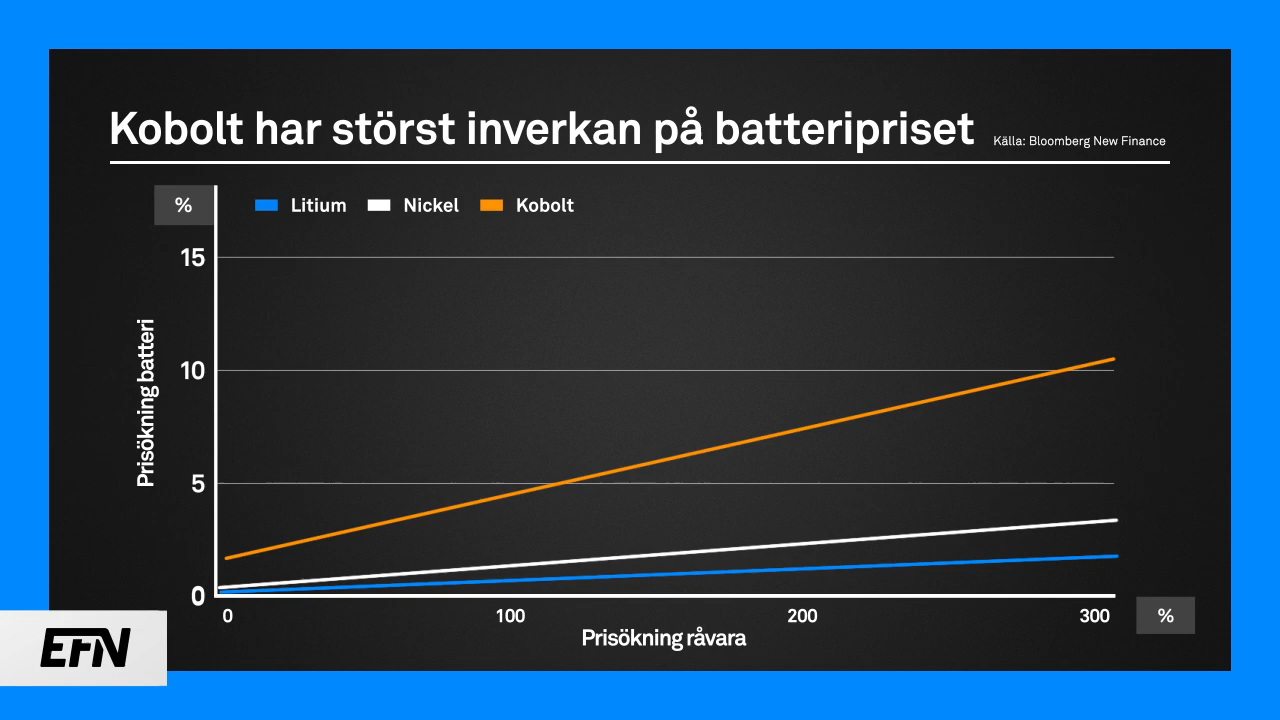 Kobolt har störst inverkan på batteripriset
Källa: Bloomberg New Finance
%
Litium
Nickel
Kobolt
15
10
5
0
Prisökning batteri
0
100
200
300
%
Prisökning råvara
EFN